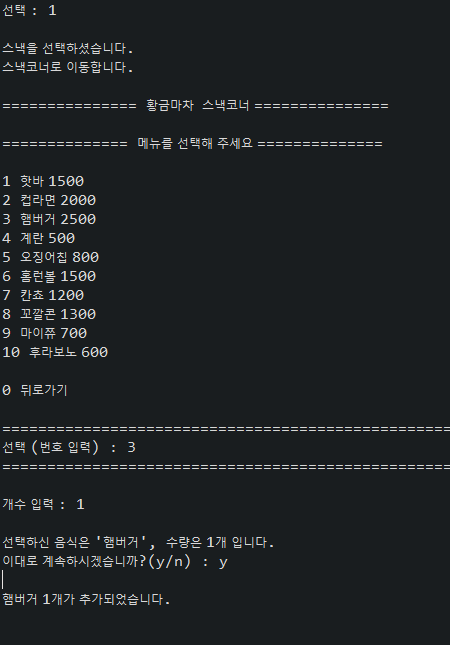 선택 : 1
스낵을 선택하셨습니다.
스낵코너로 이동합니다.
=============== 황금마차 스낵코너 ===============
============== 메뉴를 선택해 주세요 ==============
1 핫바 1500
2 컵라면 2000
3 햄버거 2500
4 계란 500
5 오징어칩 800
6 홈런볼 1500
7 칸쵸 1200
8 꼬깔콘 1300
9 마이쮸 700
10 후라보노 600
0 뒤로가기
==================================================
선택 (번호 입력) : 3
==================================================
개수 입력 : 1
선택하신 음식은 '햄버거', 수량은 1개 입니다.
이대로 계속하시겠습니까?(y/n) : y
햄버거 1개가 추가되었습니다.